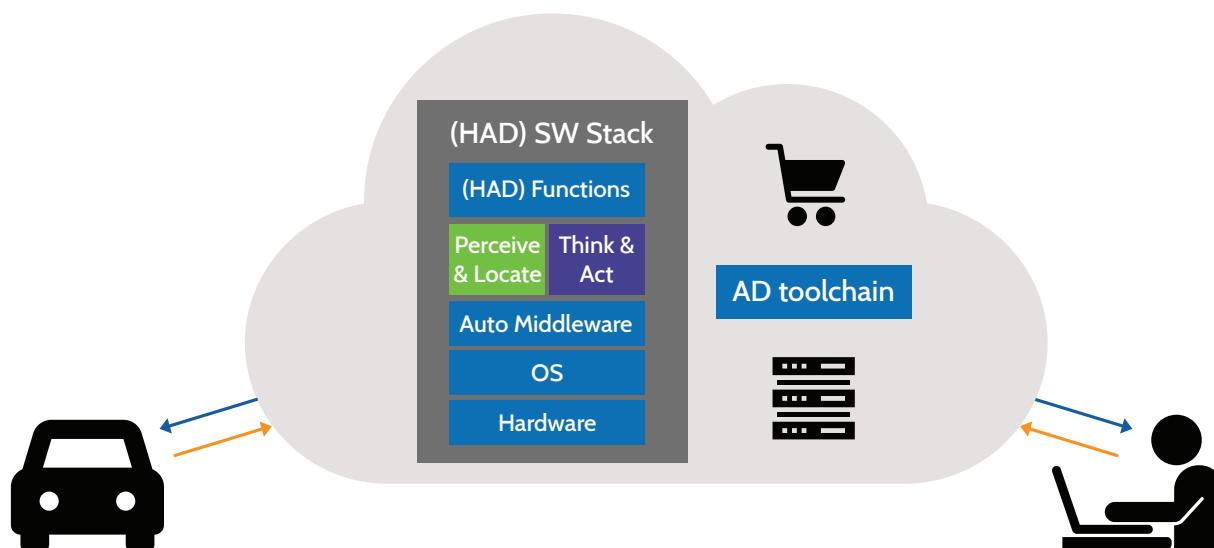 (HAD) SW Stack
(HAD) Functions
Perceive
& Locate
Think &
Act
Auto Middleware
OS
Hardware
AD toolchain